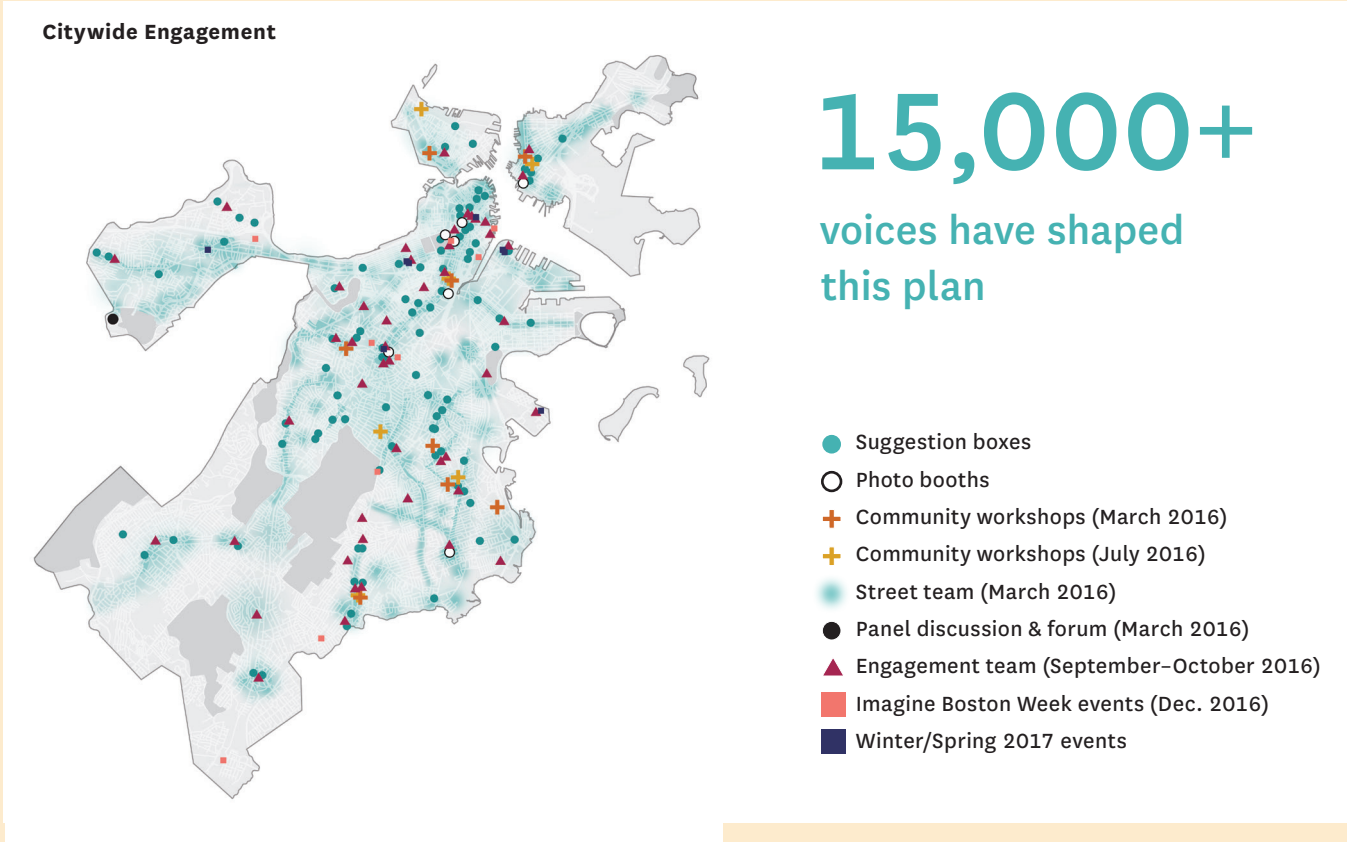 Citywide Engagement
15,000+
voices have shaped
this plan
Suggestion boxes
Photo booths
Community workshops (March 2016)
Community workshops (July 2016)
Street team (March 2016)
Panel discussion & forum (March 2016)
Engagement team (September–October 2016)
Imagine Boston Week events (Dec. 2016)
Winter/Spring 2017 events